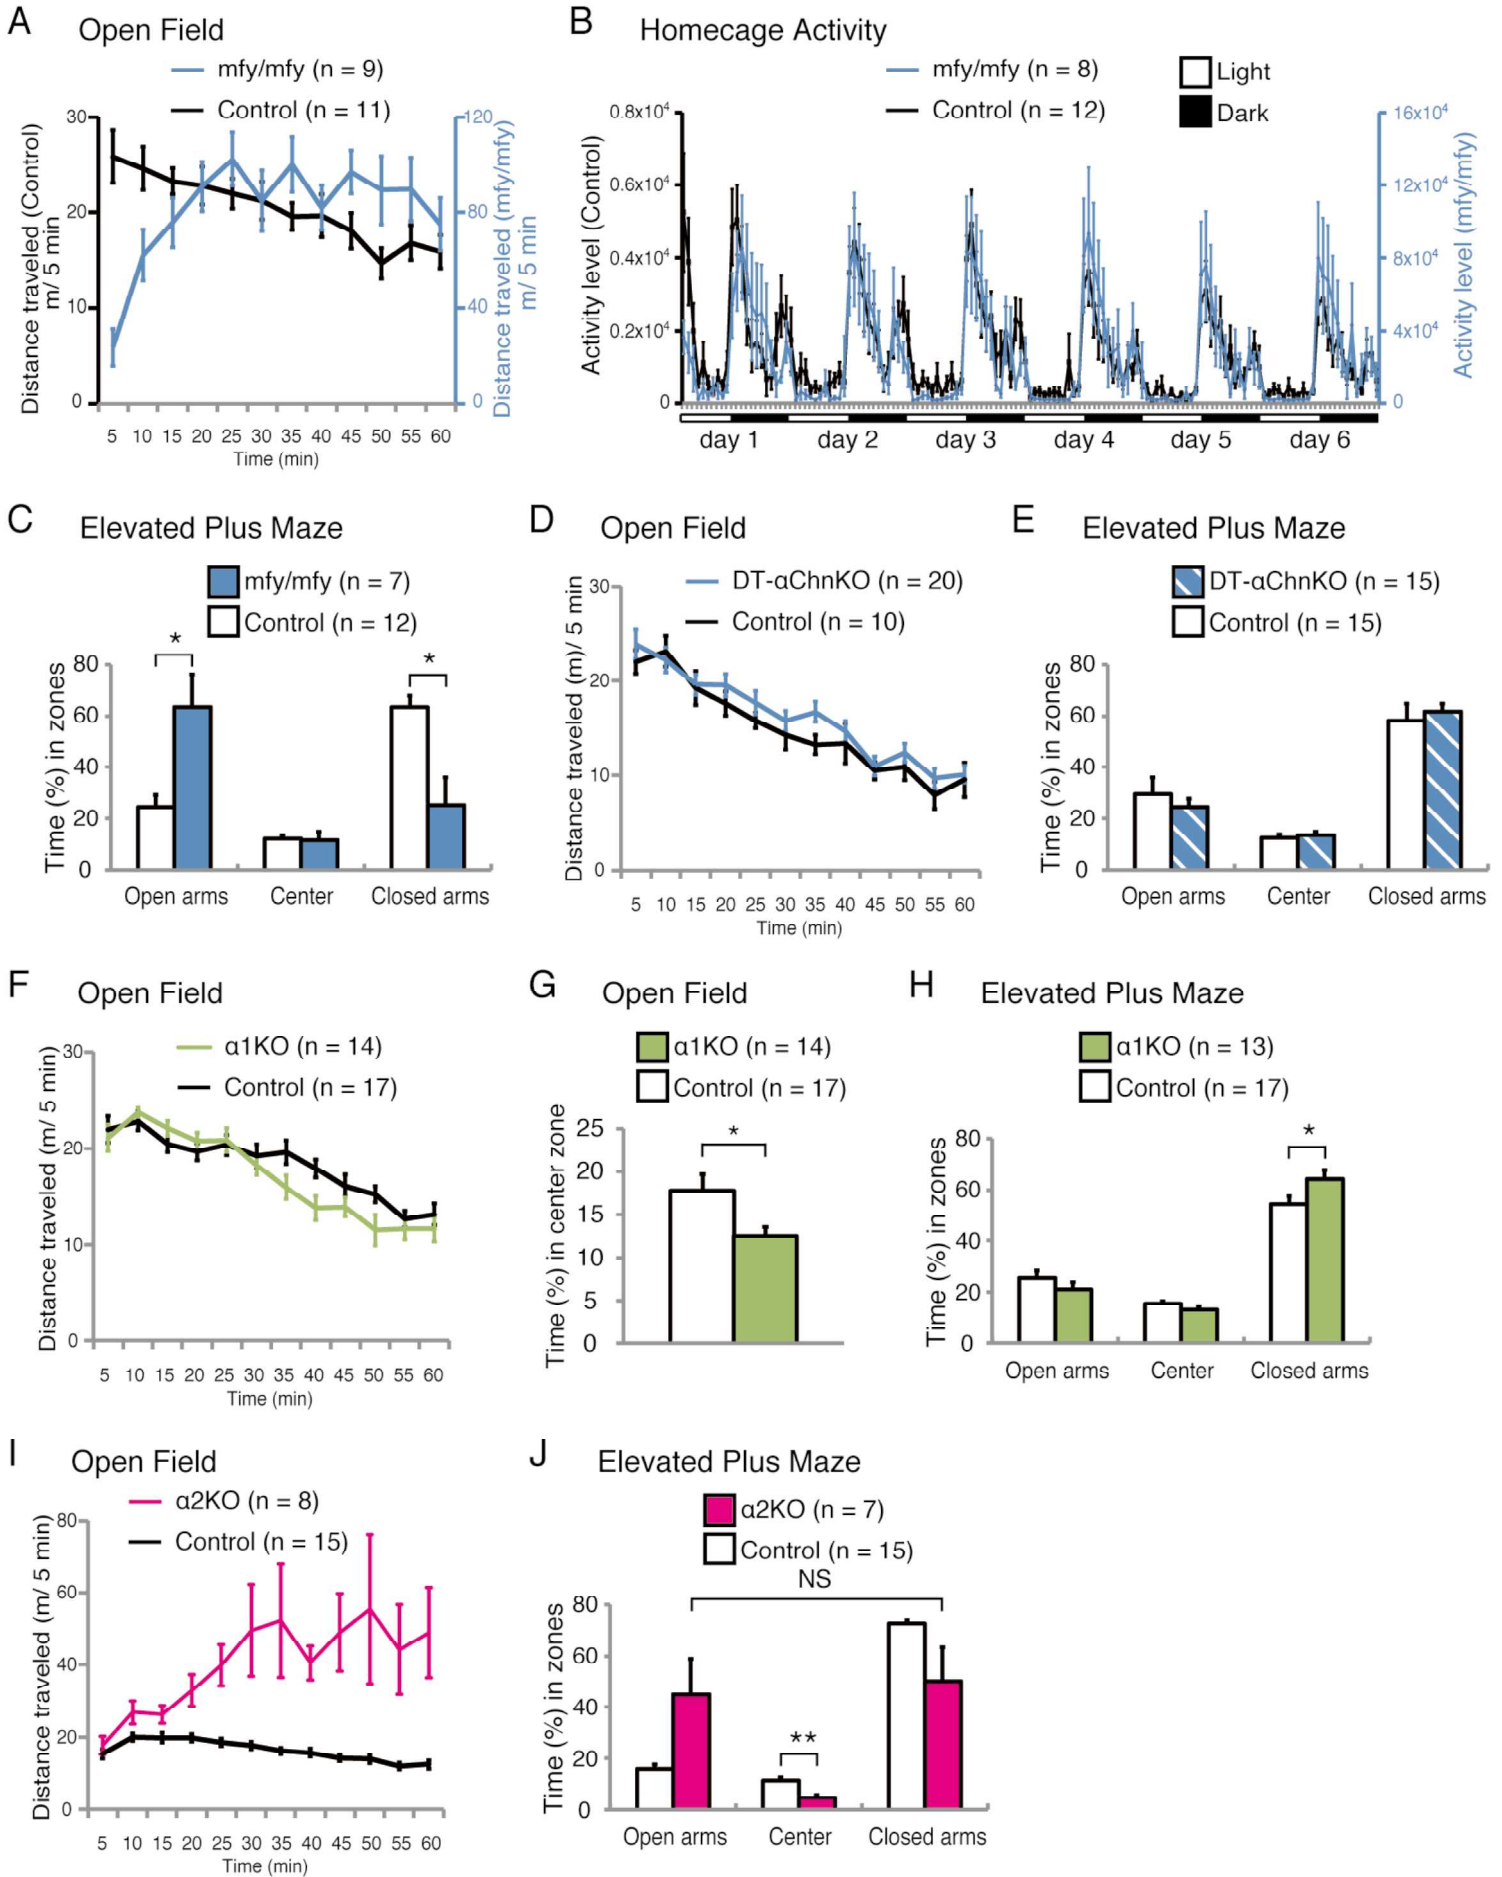 A Open Field
mfy/mfy (n = 9)
Control (n = 11)
Distance traveled (Control)
m/ 5 min
30
20
10
0
120
80
40
0
Distance traveled (mfy/mfy)
m/ 5 min
5 10 15 20 25 30 35 40 45 50 55 60
Time (min)
B Homecage Activity
mfy/mfy (n = 8)
Control (n = 12)
Light
Dark
Activity level (Control)
0.8x10⁴
0.6x10⁴
0.4x10⁴
0.2x10⁴
0
16x10⁴
12x10⁴
8x10⁴
4x10⁴
0
Activity level (mfy/mfy)
day 1 day 2 day 3 day 4 day 5 day 6
C Elevated Plus Maze
mfy/mfy (n = 7)
Control (n = 12)
Time (%) in zones
80
60
40
20
0
* *
Open arms Center Closed arms
D Open Field
DT-αChnKO (n = 20)
Control (n = 10)
Distance traveled (m)/ 5 min
30
20
10
0
5 10 15 20 25 30 35 40 45 50 55 60
Time (min)
E Elevated Plus Maze
DT-αChnKO (n = 15)
Control (n = 15)
Time (%) in zones
80
60
40
20
0
Open arms Center Closed arms
F Open Field
α1KO (n = 14)
Control (n = 17)
Distance traveled (m/ 5 min)
30
20
10
0
5 10 15 20 25 30 35 40 45 50 55 60
Time (min)
G Open Field
α1KO (n = 14)
Control (n = 17)
Time (%) in center zone
25
20
15
10
5
0
*
H Elevated Plus Maze
α1KO (n = 13)
Control (n = 17)
Time (%) in zones
80
60
40
20
0
*
Open arms Center Closed arms
I Open Field
α2KO (n = 8)
Control (n = 15)
Distance traveled (m/ 5 min)
80
60
40
20
0
5 10 15 20 25 30 35 40 45 50 55 60
Time (min)
J Elevated Plus Maze
α2KO (n = 7)
Control (n = 15)
NS
Time (%) in zones
80
60
40
20
0
**
Open arms Center Closed arms